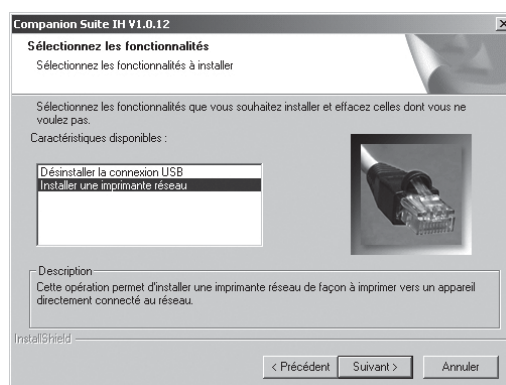 Companion Suite IH V1.0.12
Sélectionnez les fonctionnalités
Sélectionnez les fonctionnalités à installer
Sélectionnez les fonctionnalités que vous souhaitez installer et effacez celles dont vous ne
voulez pas.
Caractéristiques disponibles :
Désinstaller la connexion USB
Installer une imprimante réseau
Description
Cette opération permet d'installer une imprimante réseau de façon à imprimer vers un appareil
directement connecté au réseau.
InstallShield
< Précédent Suivant > Annuler